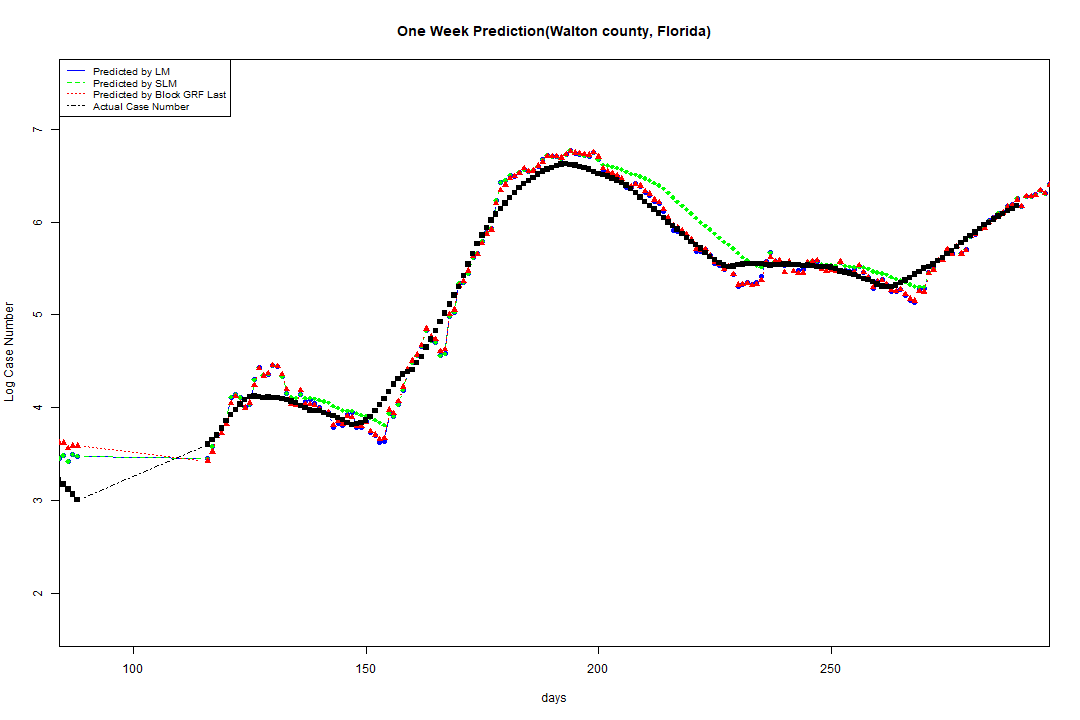 One Week Prediction(Walton county, Florida)
Predicted by LM
Predicted by SLM
Predicted by Block GRF Last
Actual Case Number
7
6
5
4
3
2
Log Case Number
100 150 200 250
days